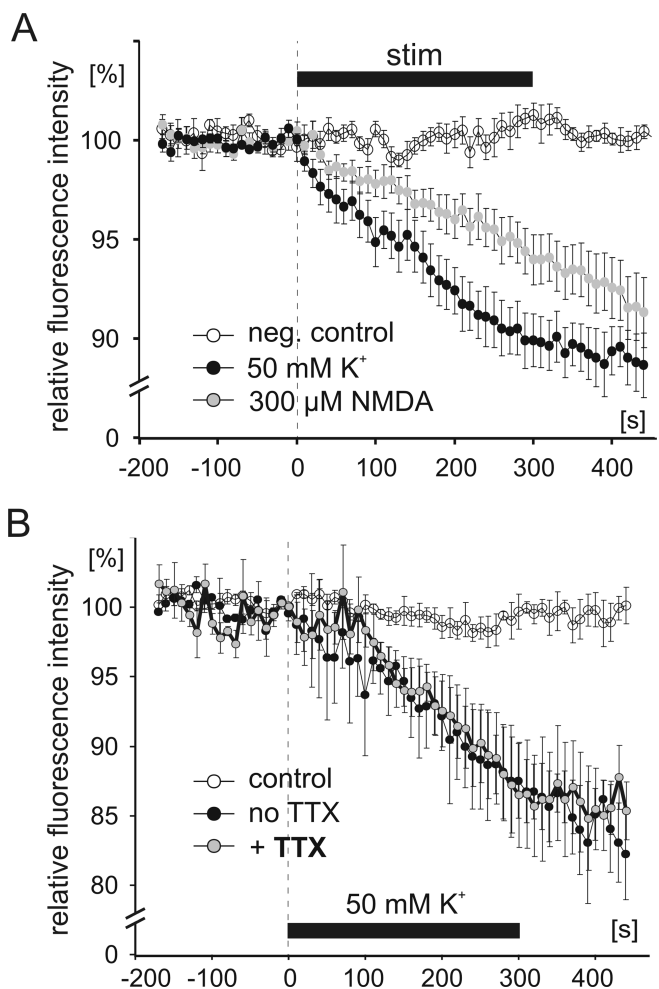 A
relative fluorescence intensity
[%]
stim
100
95
90
0
neg. control
50 mM K⁺
300 µM NMDA
[s]
-200 -100 0 100 200 300 400
B
relative fluorescence intensity
[%]
100
95
90
85
80
0
control
no TTX
+ TTX
50 mM K⁺
[s]
-200 -100 0 100 200 300 400